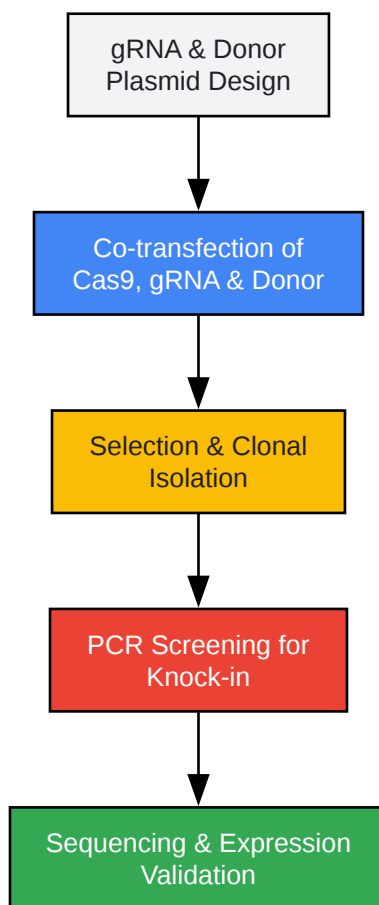 gRNA & Donor
Plasmid Design
Co-transfection of
Cas9, gRNA & Donor
Selection & Clonal
Isolation
PCR Screening for
Knock-in
Sequencing & Expression
Validation